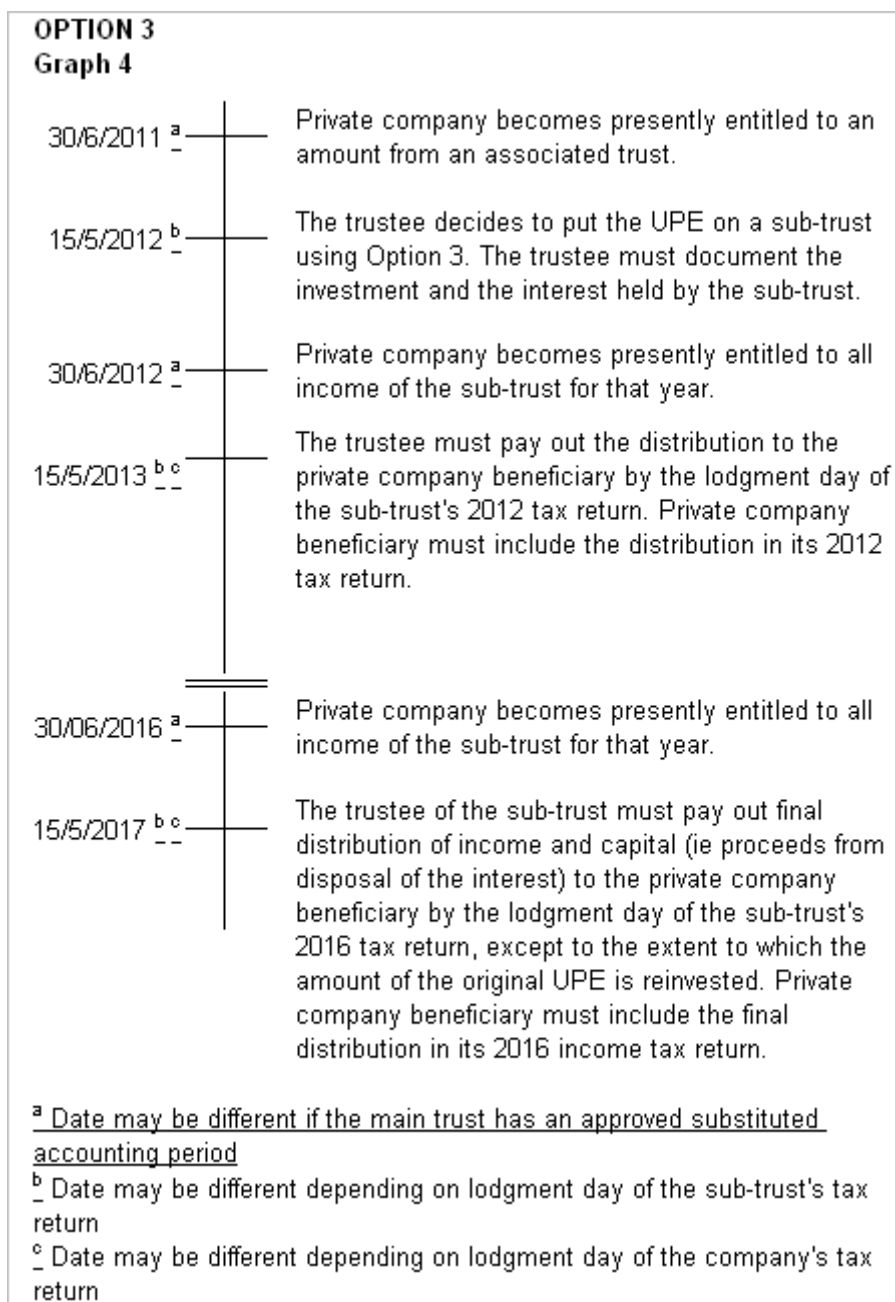 OPTION 3
Graph 4
30/6/2011 a
Private company becomes presently entitled to an
amount from an associated trust.
15/5/2012 b
The trustee decides to put the UPE on a sub-trust
using Option 3. The trustee must document the
investment and the interest held by the sub-trust.
30/6/2012 a
Private company becomes presently entitled to all
income of the sub-trust for that year.
15/5/2013 b c
The trustee must pay out the distribution to the
private company beneficiary by the lodgment day of
the sub-trust's 2012 tax return. Private company
beneficiary must include the distribution in its 2012
tax return.
30/06/2016 a
Private company becomes presently entitled to all
income of the sub-trust for that year.
15/5/2017 b c
The trustee of the sub-trust must pay out final
distribution of income and capital (ie proceeds from
disposal of the interest) to the private company
beneficiary by the lodgment day of the sub-trust's
2016 tax return, except to the extent to which the
amount of the original UPE is reinvested. Private
company beneficiary must include the final
distribution in its 2016 income tax return.
a Date may be different if the main trust has an approved substituted
accounting period
b Date may be different depending on lodgment day of the sub-trust's tax
return
c Date may be different depending on lodgment day of the company's tax
return